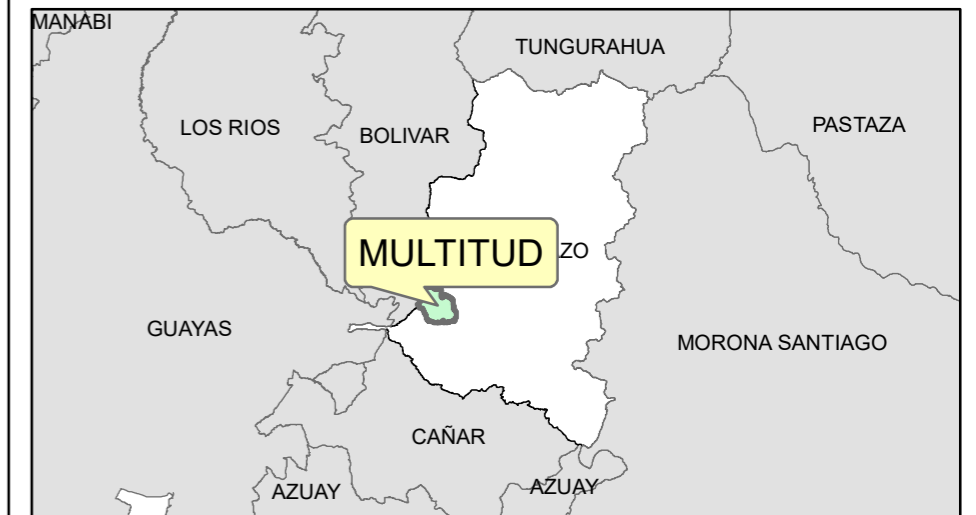 MANABI
TUNGURAHUA
PASTAZA
LOS RIOS
BOLIVAR
MULTITUD
ZO
GUAYAS
MORONA SANTIAGO
CAÑAR
AZUAY
AZUAY